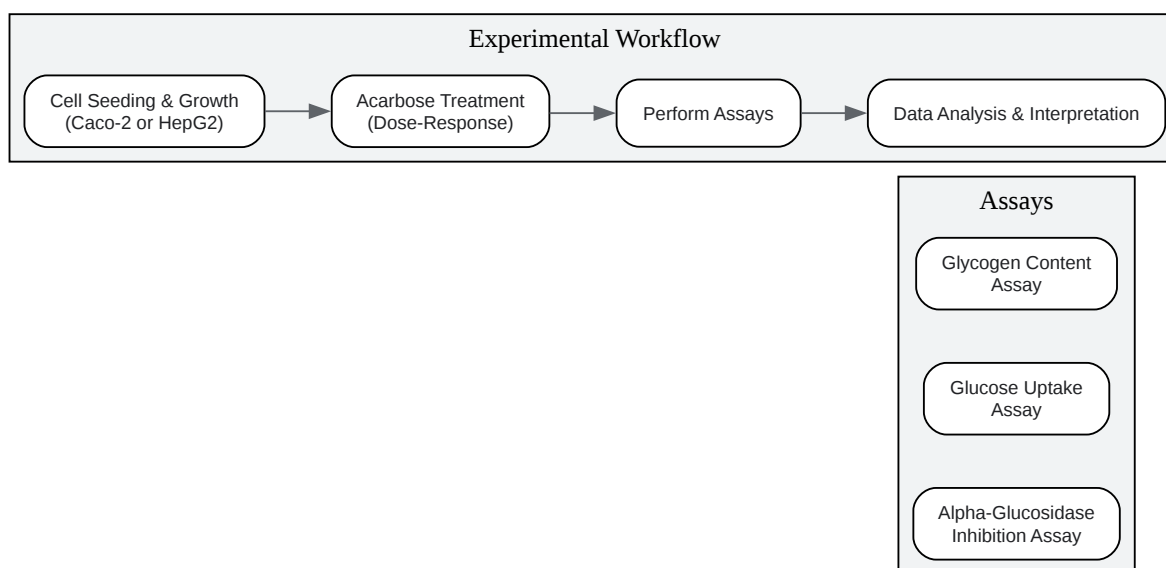 Experimental Workflow
Cell Seeding & Growth
(Caco-2 or HepG2)
Acarbose Treatment
(Dose-Response)
Perform Assays
Data Analysis & Interpretation
Assays
Glycogen Content
Assay
Glucose Uptake
Assay
Alpha-Glucosidase
Inhibition Assay